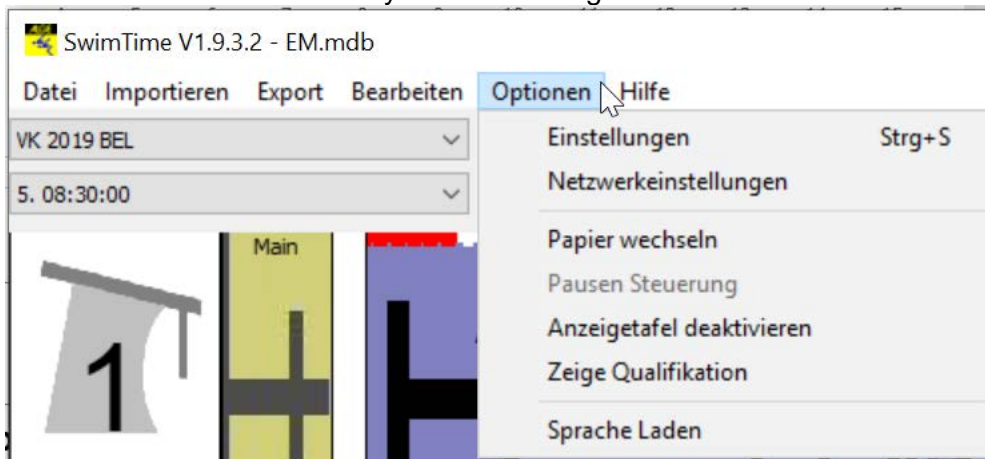 SwimTime V1.9.3.2 - EM.mdb
Datei Importieren Export Bearbeiten Optionen Hilfe
VK 2019 BEL
5. 08:30:00
Einstellungen Strg+S
Netzwerkeinstellungen
Papier wechseln
Pausen Steuerung
Anzeigetafel deaktivieren
Zeige Qualifikation
Sprache Laden
Main
1